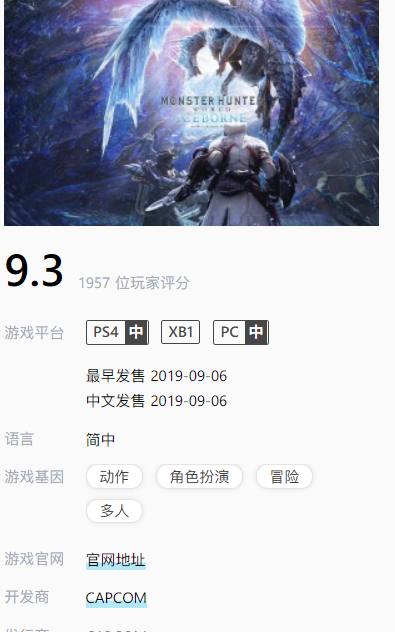 MONSTER HUNTE
WORLD
ICEBORNE
9.3 1957 位玩家评分
游戏平台 PS4 中 XB1 PC 中
最早发售 2019-09-06
中文发售 2019-09-06
语言 简中
游戏基因 动作 角色扮演 冒险
多人
游戏官网 官网地址
开发商 CAPCOM